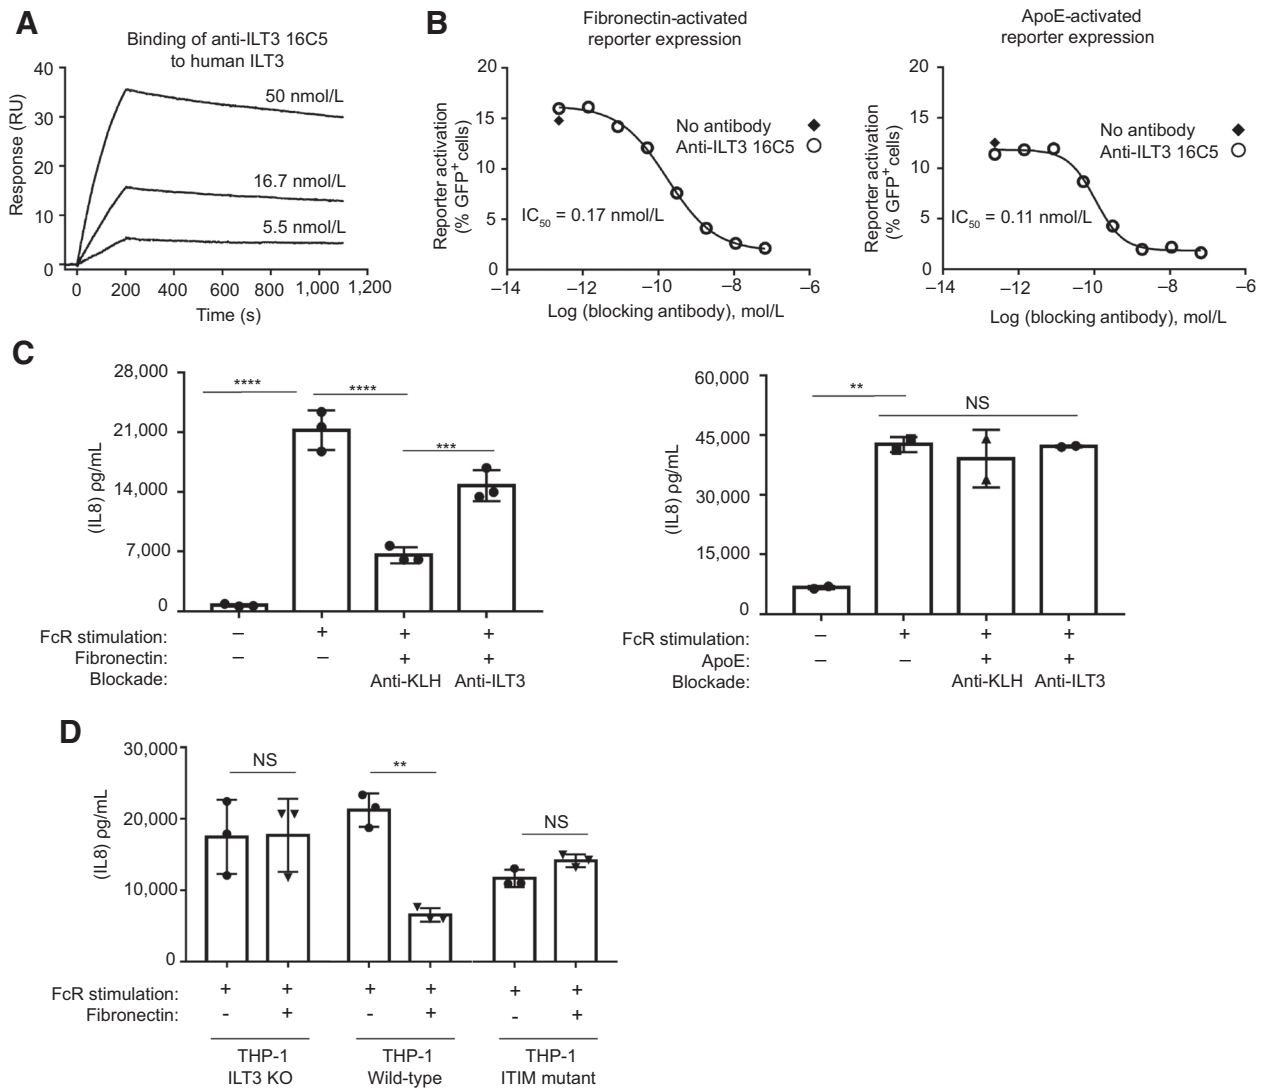 A
Binding of anti-ILT3 16C5
to human ILT3
Response (RU)
40
30
20
10
0
50 nmol/L
16.7 nmol/L
5.5 nmol/L
0 200 400 600 800 1,000 1,200
Time (s)
B
Fibronectin-activated
reporter expression
Reporter activation
(% GFP+ cells)
20
15
10
5
0
No antibody
Anti-ILT3 16C5
IC50 = 0.17 nmol/L
–14 –12 –10 –8 –6
Log (blocking antibody), mol/L
ApoE-activated
reporter expression
Reporter activation
(% GFP+ cells)
20
15
10
5
0
No antibody
Anti-ILT3 16C5
IC50 = 0.11 nmol/L
–14 –12 –10 –8 –6
Log (blocking antibody), mol/L
C
(IL8) ρg/mL
28,000
21,000
14,000
7,000
0
**** ****
***
FcR stimulation: – + + +
Fibronectin: – – + +
Blockade: Anti-KLH Anti-ILT3
(IL8) ρg/mL
60,000
45,000
30,000
15,000
0
**
NS
FcR stimulation: – + + +
ApoE: – – + +
Blockade: Anti-KLH Anti-ILT3
D
(IL8) ρg/mL
30,000
20,000
10,000
0
NS
**
NS
FcR stimulation: + + + + + +
Fibronectin: - + - + - +
THP-1
ILT3 KO
THP-1
Wild-type
THP-1
ITIM mutant